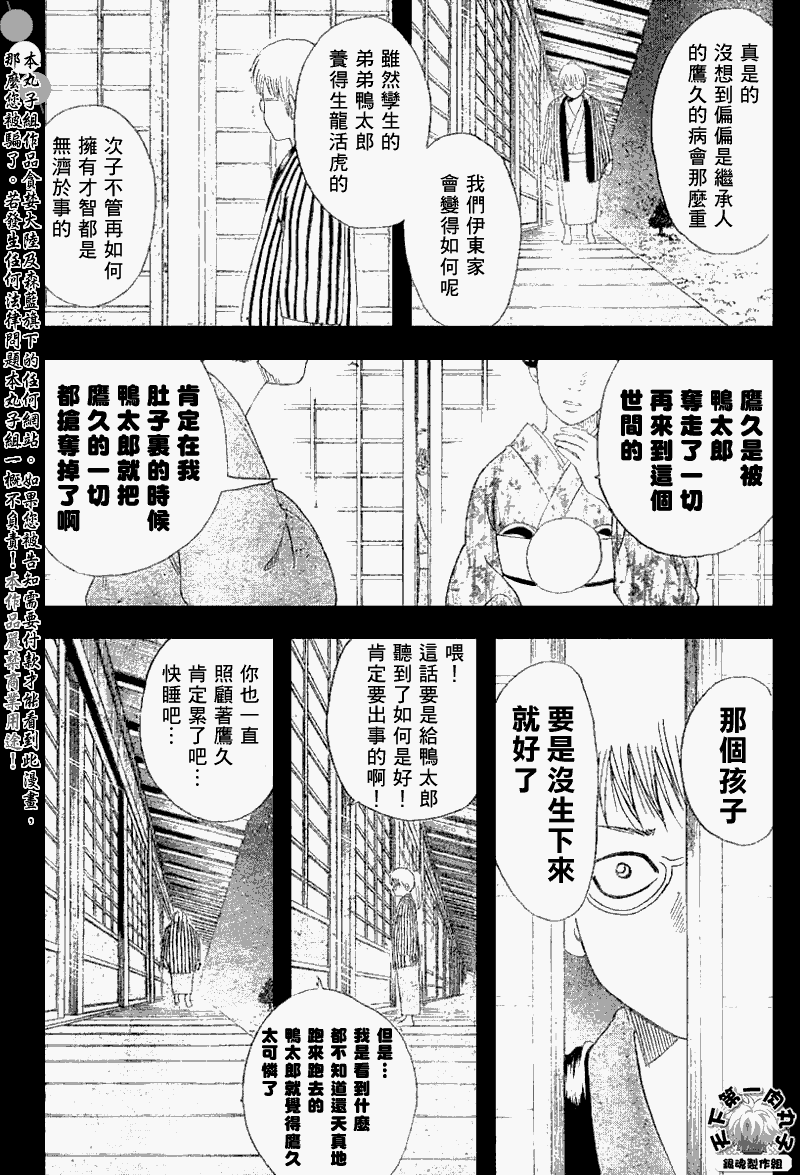 真是的
沒想到偏偏是繼承人
的鷹久的病會那麼重
我們伊東家
會變得如何呢
雖然孿生的
弟弟鴨太郎
養得生龍活虎的
次子不管再如何
擁有才智都是
無濟於事的
鷹久是被
鴨太郎
奪走了一切
再來到這個
世間的
肯定在我
肚子裏的時候
鴨太郎就把
鷹久的一切
都搶奪掉了啊
那個孩子
要是沒生下來
就好了
喂！
這話要是給鴨太郎
聽到了如何是好！
肯定要出事的啊！
但是…
我是看到什麼
都不知道還天真地
跑來跑去的
鴨太郎就覺得鷹久
太可憐了
你也一直
照顧著鷹久
肯定累了吧…
快睡吧…
本丸子組作品貪婪大陸及森藍旗下的任何網站。如果您被告知需要付款才能看到此漫畫，
那麼您被騙了。若發生任何法律問題本丸子組一概不負責！本作品嚴禁商業用途！
天下第一肉丸子
銀魂製作組